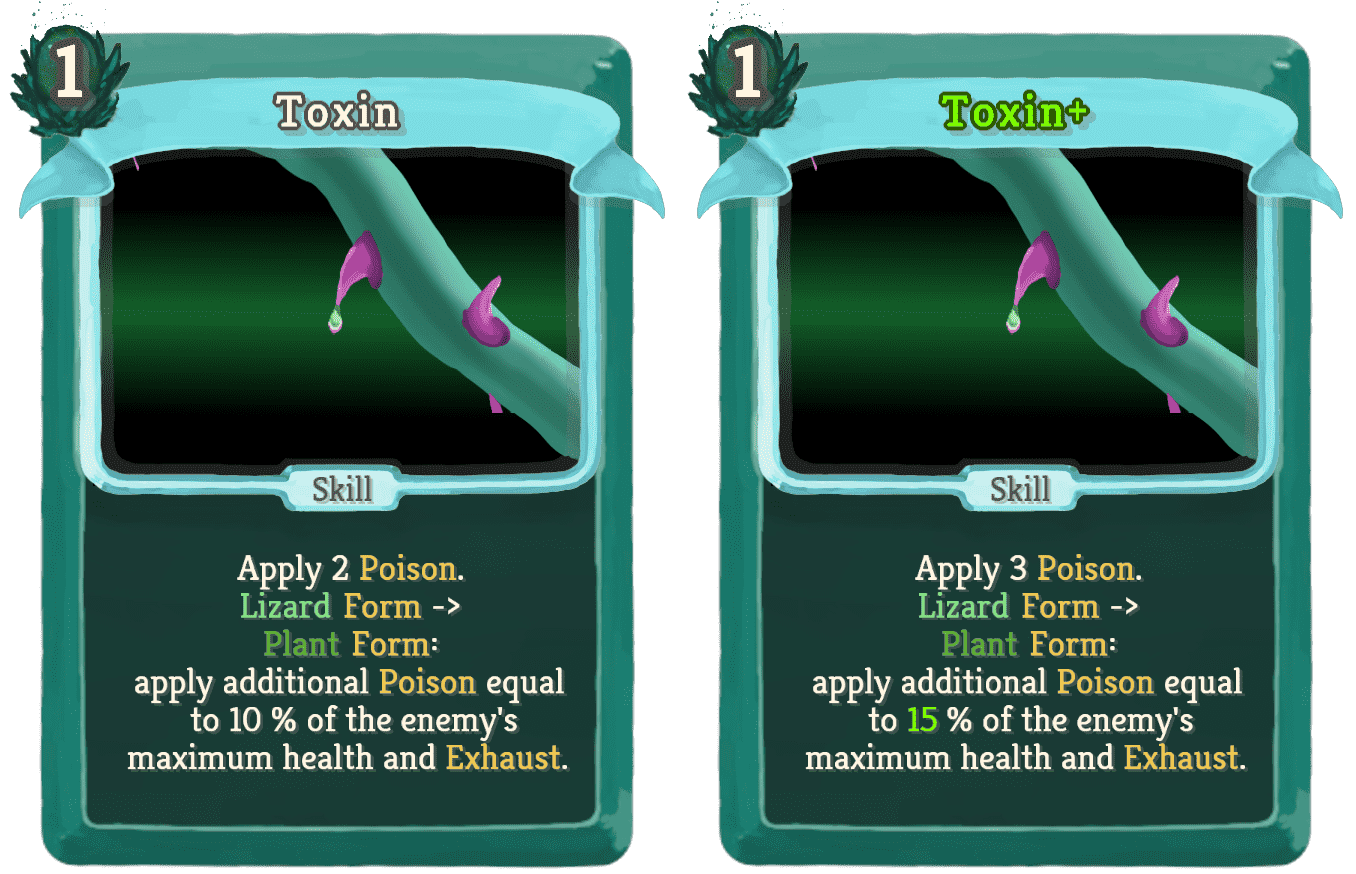 1
Toxin
Skill
Apply 2 Poison.
Lizard Form ->
Plant Form:
apply additional Poison equal
to 10 % of the enemy's
maximum health and Exhaust.
1
Toxin+
Skill
Apply 3 Poison.
Lizard Form ->
Plant Form:
apply additional Poison equal
to 15 % of the enemy's
maximum health and Exhaust.